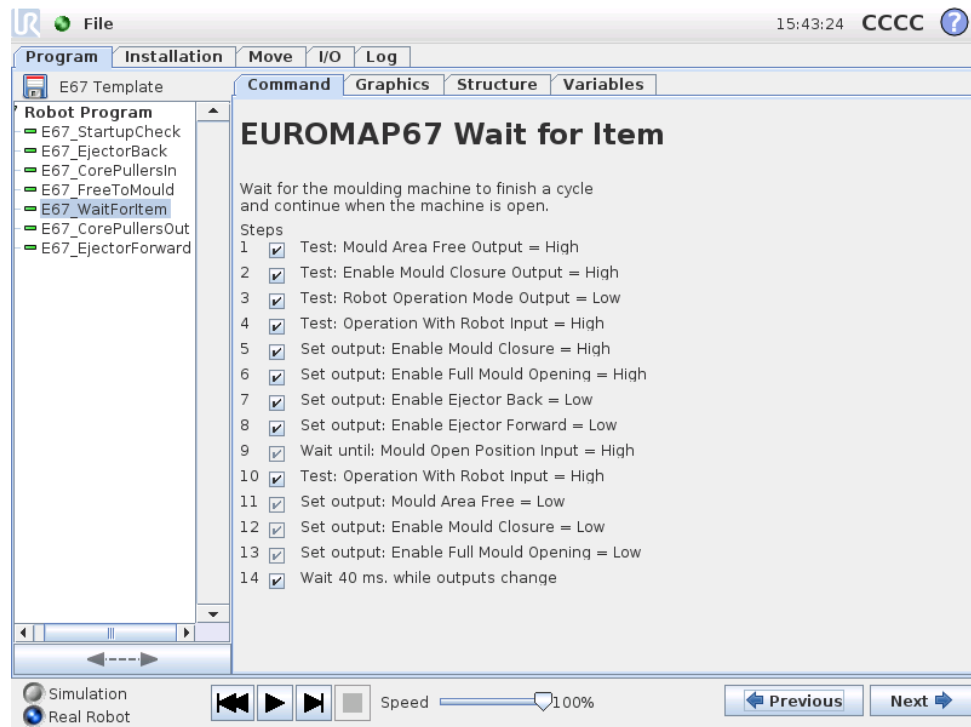 UR File 15:43:24 CCCC ?
Program Installation Move I/O Log
E67 Template
Command Graphics Structure Variables
Robot Program
E67_StartupCheck
E67_EjectorBack
E67_CorePullersIn
E67_FreeToMould
E67_WaitForItem
E67_CorePullersOut
E67_EjectorForward
EUROMAP67 Wait for Item
Wait for the moulding machine to finish a cycle
and continue when the machine is open.
Steps
1 Test: Mould Area Free Output = High
2 Test: Enable Mould Closure Output = High
3 Test: Robot Operation Mode Output = Low
4 Test: Operation With Robot Input = High
5 Set output: Enable Mould Closure = High
6 Set output: Enable Full Mould Opening = High
7 Set output: Enable Ejector Back = Low
8 Set output: Enable Ejector Forward = Low
9 Wait until: Mould Open Position Input = High
10 Test: Operation With Robot Input = High
11 Set output: Mould Area Free = Low
12 Set output: Enable Mould Closure = Low
13 Set output: Enable Full Mould Opening = Low
14 Wait 40 ms. while outputs change
Simulation
Real Robot
Speed 100%
Previous Next